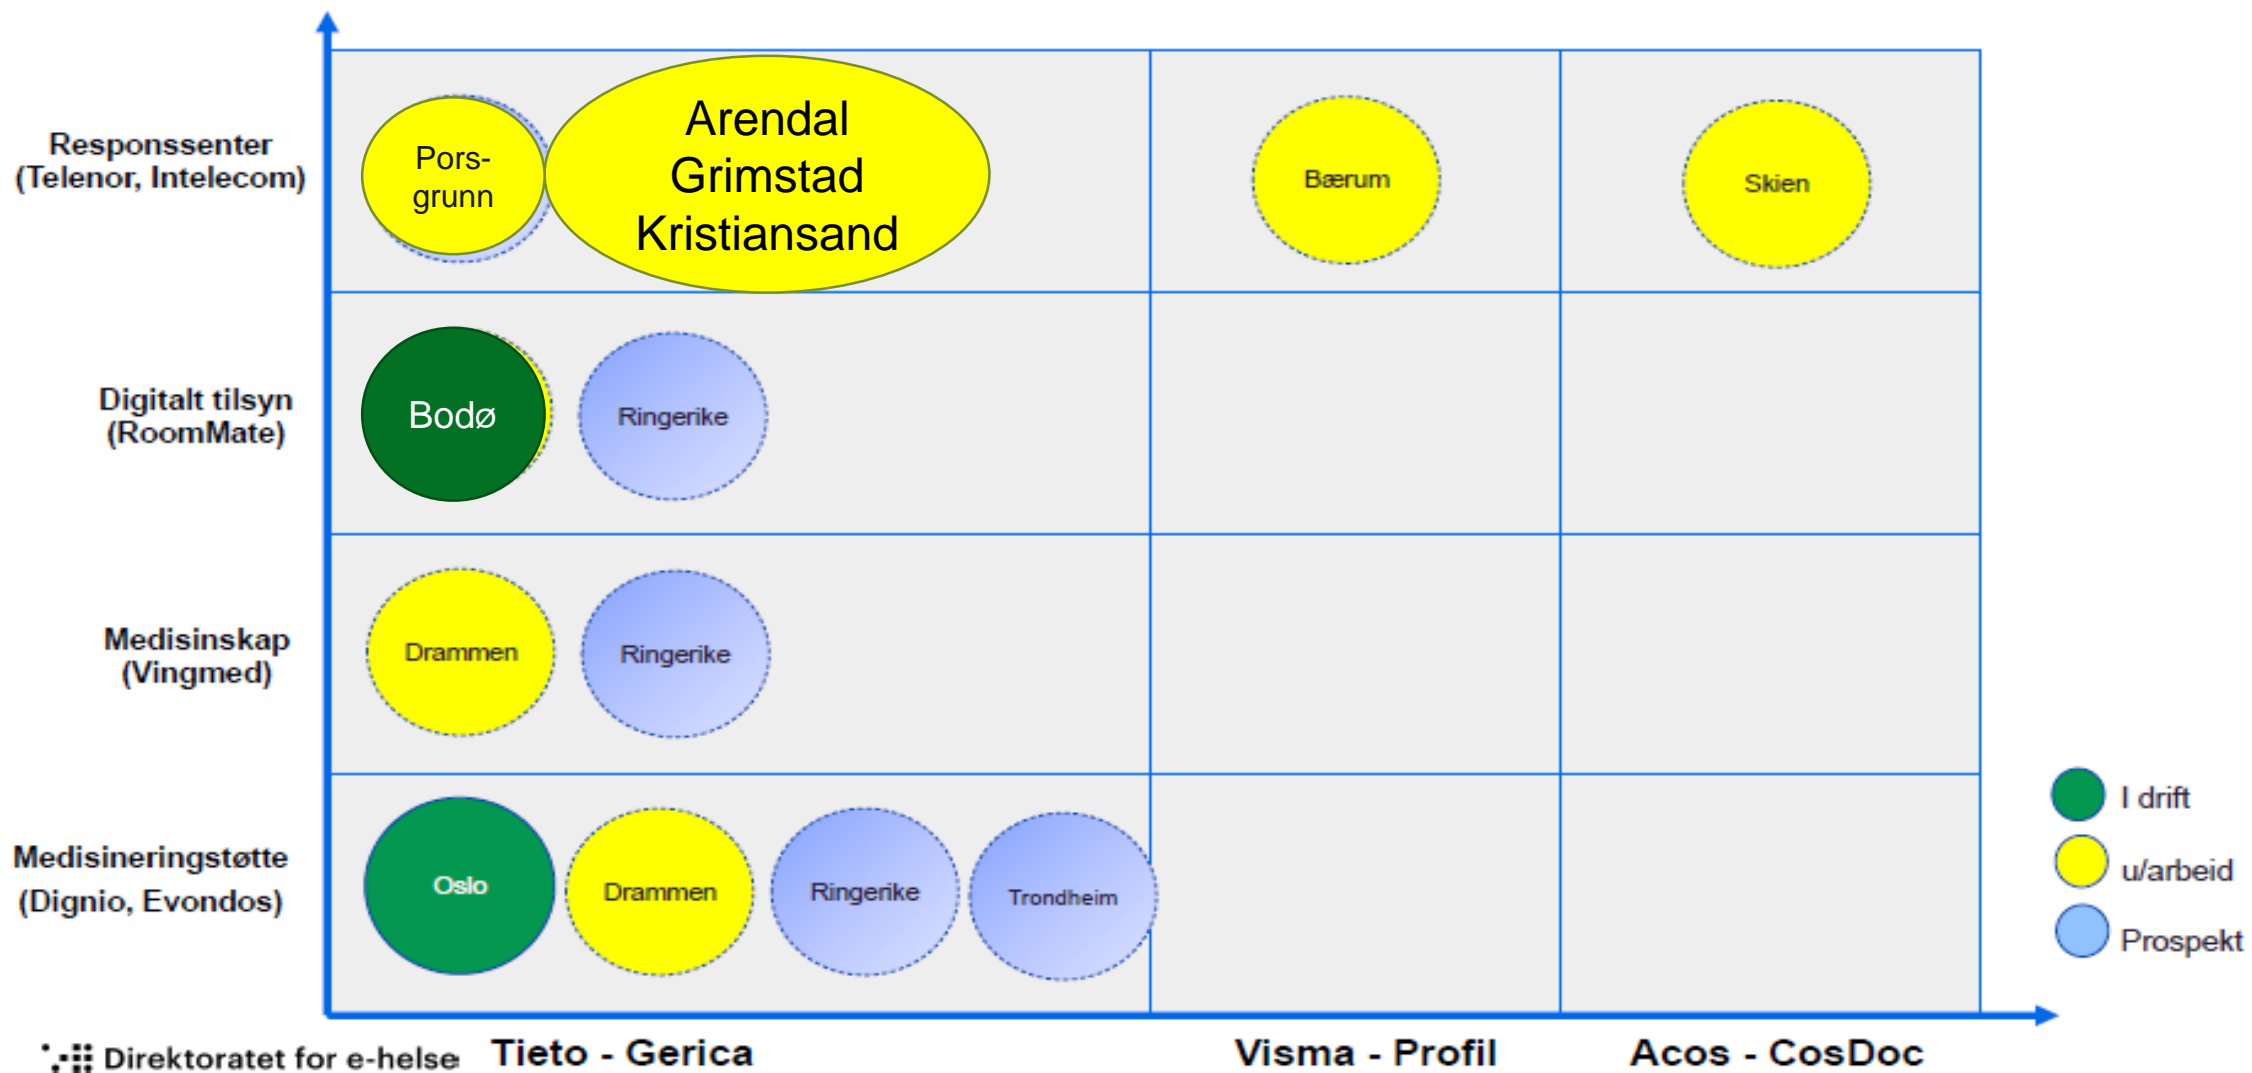 Responssenter
(Telenor, Intelecom)
Pors-
grunn
Arendal
Grimstad
Kristiansand
Bærum
Skien
Digitalt tilsyn
(RoomMate)
Bodø
Ringerike
Medisinskap
(Vingmed)
Drammen
Ringerike
Medisineringstøtte
(Dignio, Evondos)
Oslo
Drammen
Ringerike
Trondheim
I drift
u/arbeid
Prospekt
Direktoratet for e-helse
Tieto - Gerica
Visma - Profil
Acos - CosDoc